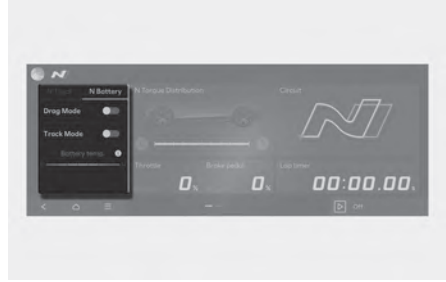 N Battery
N Torque Distribution
Circuit
Drag Mode
Track Mode
Battery temp.
Throttle
Brake pedal
Lap timer
0%
0%
00:00.00
Off